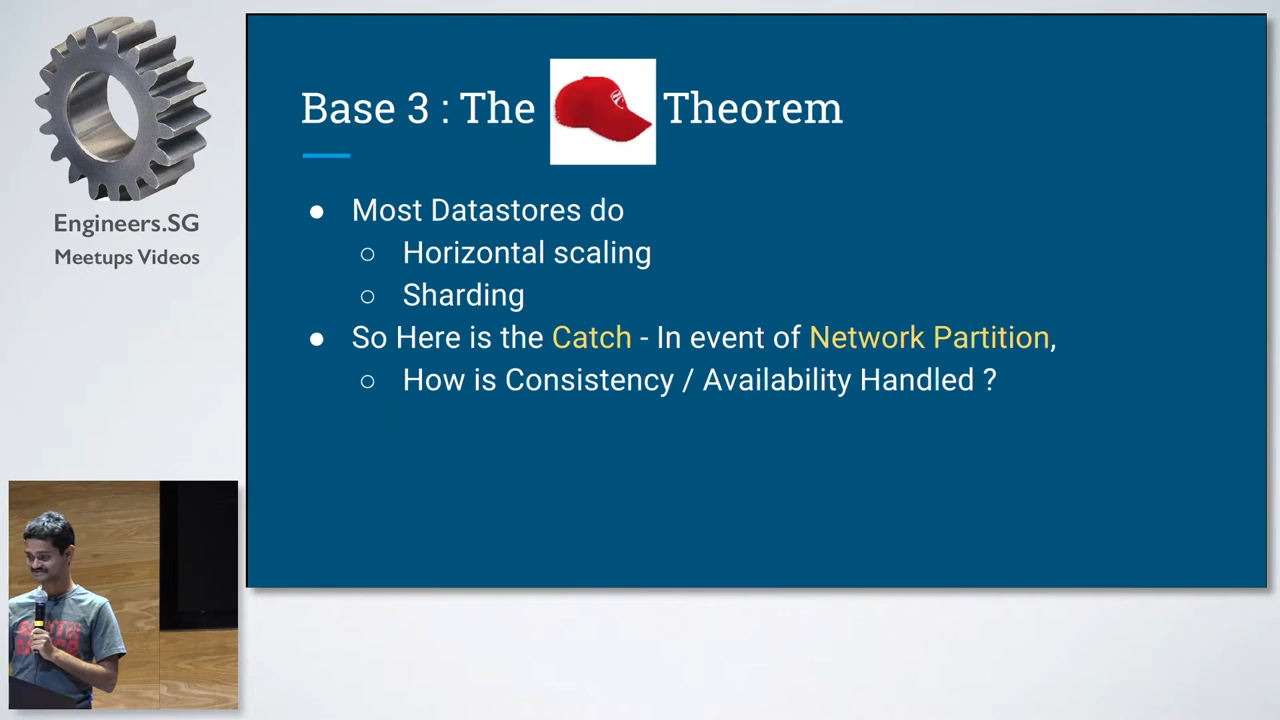 Engineers.SG
Meetups Videos
Base 3 : The Theorem
● Most Datastores do
○ Horizontal scaling
○ Sharding
● So Here is the Catch - In event of Network Partition,
○ How is Consistency / Availability Handled ?